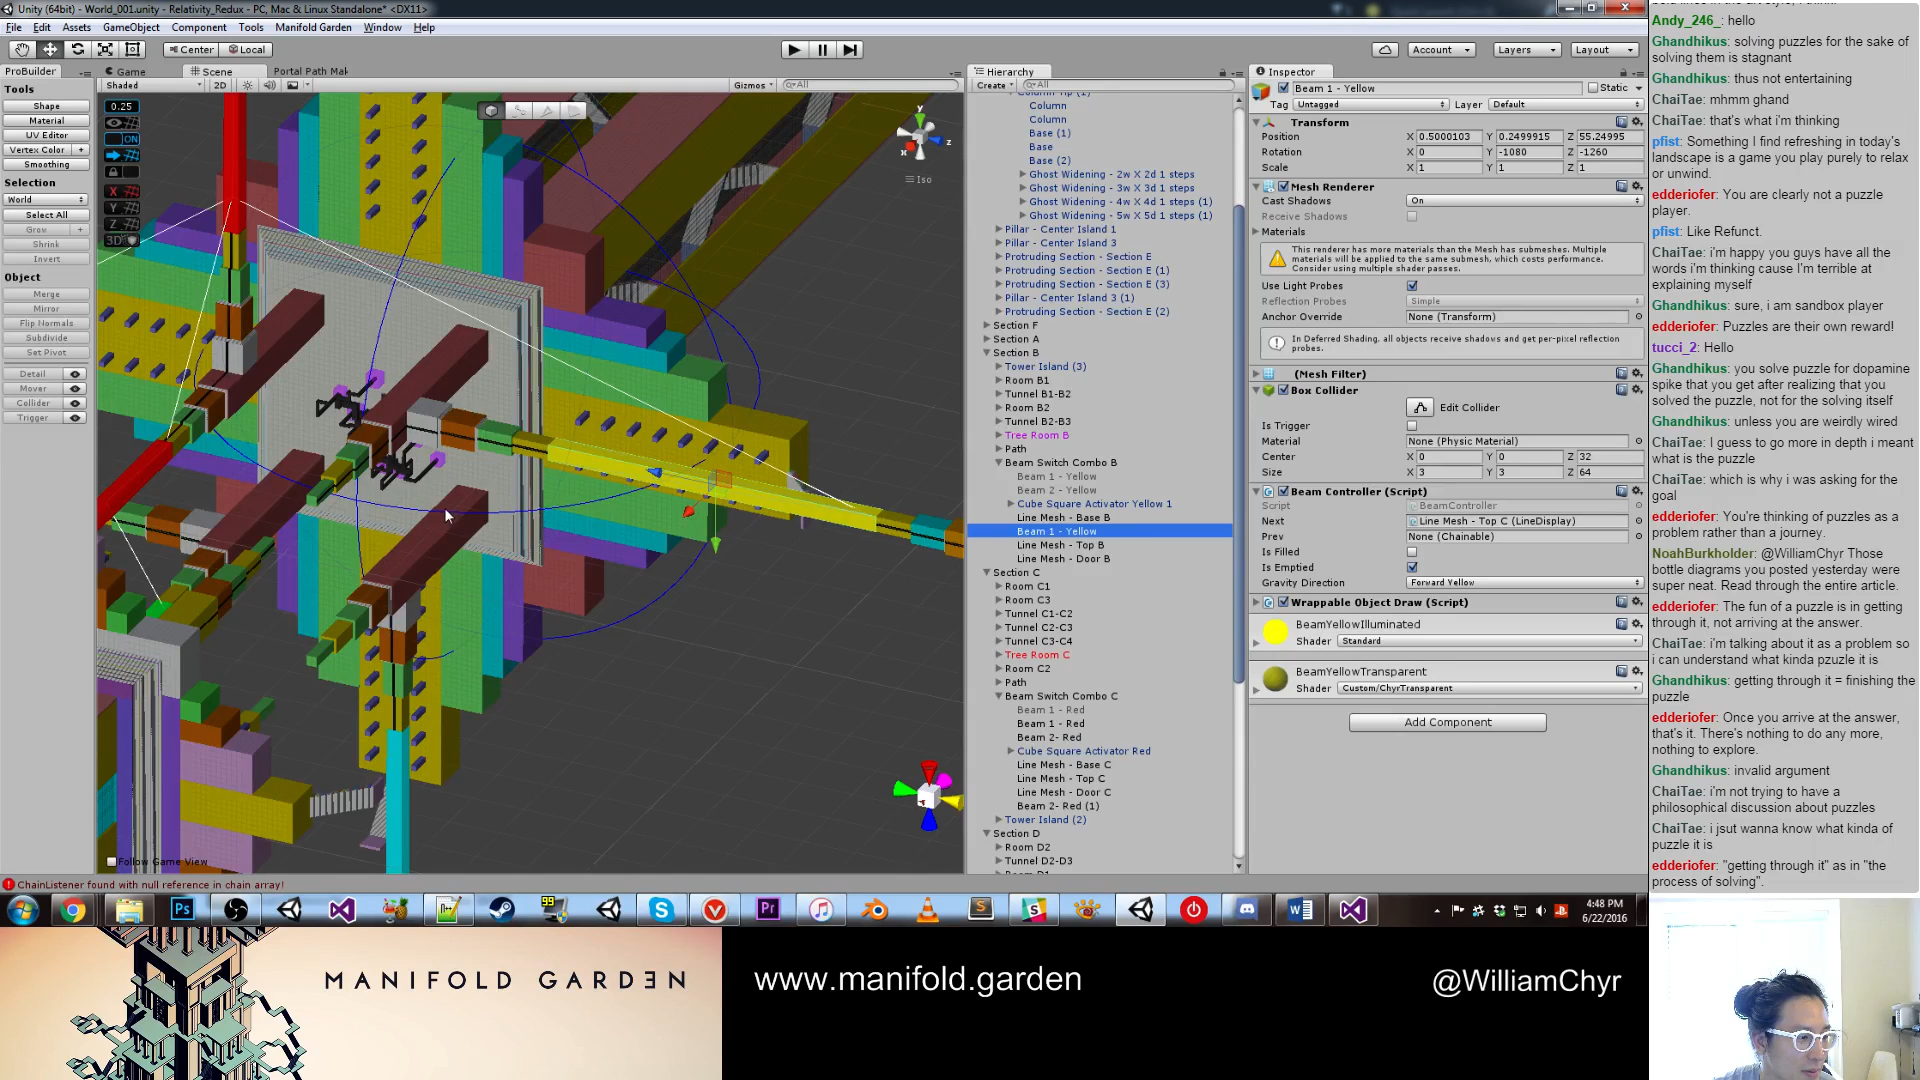 Unity (64bit) - World_001.unity - Relativity_Redux - PC, Mac & Linux Standalone* <DX11>
File Edit Assets GameObject Component Tools Manifold Garden Window Help
Center Local Account Layers Layout
ProBuilder
Tools
Shape
Material
UV Editor
Vertex Color +
Smoothing
Selection
World
Select All
Grow +
Shrink
Invert
Object
Merge
Mirror
Flip Normals
Subdivide
Set Pivot
Detail
Mover
Collider
Trigger
Game Scene Portal Path Mak
Shaded 2D Gizmos All
0.25
ON
X
Y
Z
3D
y
x
z
Iso
Follow Game View
Hierarchy
Create All
Column
Column
Base (1)
Base
Base (2)
Ghost Widening - 2w X 2d 1 steps
Ghost Widening - 3w X 3d 1 steps
Ghost Widening - 4w X 4d 1 steps (1)
Ghost Widening - 5w X 5d 1 steps (1)
Pillar - Center Island 1
Pillar - Center Island 3
Protruding Section - Section E
Protruding Section - Section E (1)
Protruding Section - Section E (3)
Pillar - Center Island 3 (1)
Protruding Section - Section E (2)
Section F
Section A
Section B
Tower Island (3)
Room B1
Tunnel B1-B2
Room B2
Tunnel B2-B3
Tree Room B
Path
Beam Switch Combo B
Beam 1 - Yellow
Beam 2 - Yellow
Cube Square Activator Yellow 1
Line Mesh - Base B
Beam 1 - Yellow
Line Mesh - Top B
Line Mesh - Door B
Section C
Room C1
Room C3
Tunnel C1-C2
Tunnel C2-C3
Tunnel C3-C4
Tree Room C
Room C2
Path
Beam Switch Combo C
Beam 1 - Red
Beam 1 - Red
Beam 2- Red
Cube Square Activator Red
Line Mesh - Base C
Line Mesh - Top C
Line Mesh - Door C
Beam 2- Red (1)
Tower Island (2)
Section D
Room D2
Tunnel D2-D3
Inspector
Beam 1 - Yellow Static
Tag Untagged Layer Default
Transform
Position X 0.5000103 Y 0.2499915 Z 55.24995
Rotation X 0 Y -1080 Z -1260
Scale X 1 Y 1 Z 1
Mesh Renderer
Cast Shadows On
Receive Shadows
Materials
This renderer has more materials than the Mesh has submeshes. Multiple
materials will be applied to the same submesh, which costs performance.
Consider using multiple shader passes.
Use Light Probes
Reflection Probes Simple
Anchor Override None (Transform)
In Deferred Shading, all objects receive shadows and get per-pixel reflection
probes.
(Mesh Filter)
Box Collider
Edit Collider
Is Trigger
Material None (Physic Material)
Center X 0 Y 0 Z 32
Size X 3 Y 3 Z 64
Beam Controller (Script)
Script BeamController
Next Line Mesh - Top C (LineDisplay)
Prev None (Chainable)
Is Filled
Is Emptied
Gravity Direction Forward Yellow
Wrappable Object Draw (Script)
BeamYellowIlluminated
Shader Standard
BeamYellowTransparent
Shader Custom/ChyrTransparent
Add Component
ChainListener found with null reference in chain array!
4:48 PM
6/22/2016
Andy_246_: hello
Ghandhikus: solving puzzles for the sake of
solving them is stagnant
Ghandhikus: thus not entertaining
ChaiTae: mhmm ghand
ChaiTae: that's what i'm thinking
pfist: Something I find refreshing in today's
landscape is a game you play purely to relax
or unwind.
edderiofer: You are clearly not a puzzle
player.
pfist: Like Refunct.
ChaiTae: i'm happy you guys have all the
words i'm thinking cause I'm terrible at
explaining myself
Ghandhikus: sure, i am sandbox player
edderiofer: Puzzles are their own reward!
tucci_2: Hello
Ghandhikus: you solve puzzle for dopamine
spike that you get after realizing that you
solved the puzzle, not for the solving itself
Ghandhikus: unless you are weirdly wired
ChaiTae: I guess to go more in depth i meant
what is the puzzle
ChaiTae: which is why i was asking for the
goal
edderiofer: You're thinking of puzzles as a
problem rather than a journey.
NoahBurkholder: @WilliamChyr Those
bottle diagrams you posted yesterday were
super neat. Read through the entire article.
edderiofer: The fun of a puzzle is in getting
through it, not arriving at the answer.
ChaiTae: i'm talking about it as a problem so
i can understand what kinda pzuzle it is
Ghandhikus: getting through it = finishing the
puzzle
edderiofer: Once you arrive at the answer,
that's it. There's nothing to do any more,
nothing to explore.
Ghandhikus: invalid argument
ChaiTae: i'm not trying to have a
philosophical discussion about puzzles
ChaiTae: i jsut wanna know what kinda of
puzzle it is
edderiofer: "getting through it" as in "the
process of solving".
MANIFOLD GARDEN
www.manifold.garden
@WilliamChyr